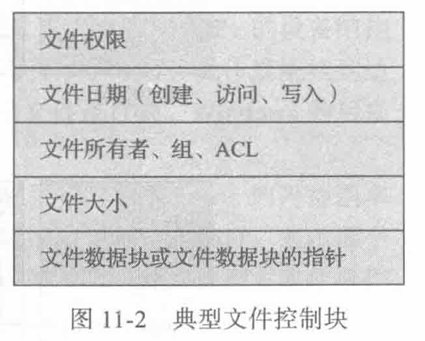 文件权限
文件日期（创建、访问、写入）
文件所有者、组、ACL
文件大小
文件数据块或文件数据块的指针
图 11-2 典型文件控制块